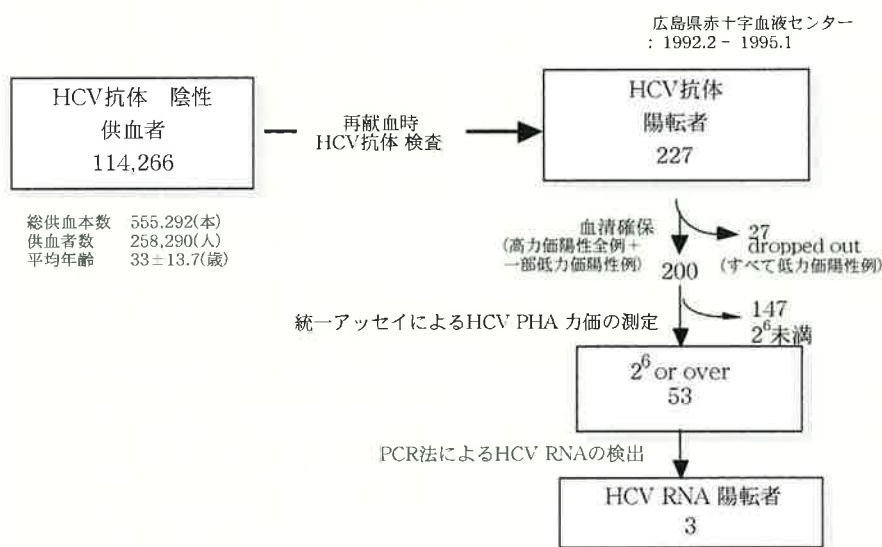 広島県赤十字血液センター
: 1992.2 - 1995.1
HCV抗体 陰性
供血者
114,266
再献血時
HCV抗体 検査
HCV抗体
陽転者
227
総供血本数 555.292(本)
供血者数 258,290(人)
平均年齢 33±13.7(歳)
血清確保
(高力価陽性全例+
一部低力価陽性例)
200
27
dropped out
(すべて低力価陽性例)
統一アッセイによるHCV PHA 力価の測定
147
2⁶未満
2⁶ or over
53
PCR法によるHCV RNAの検出
HCV RNA 陽転者
3